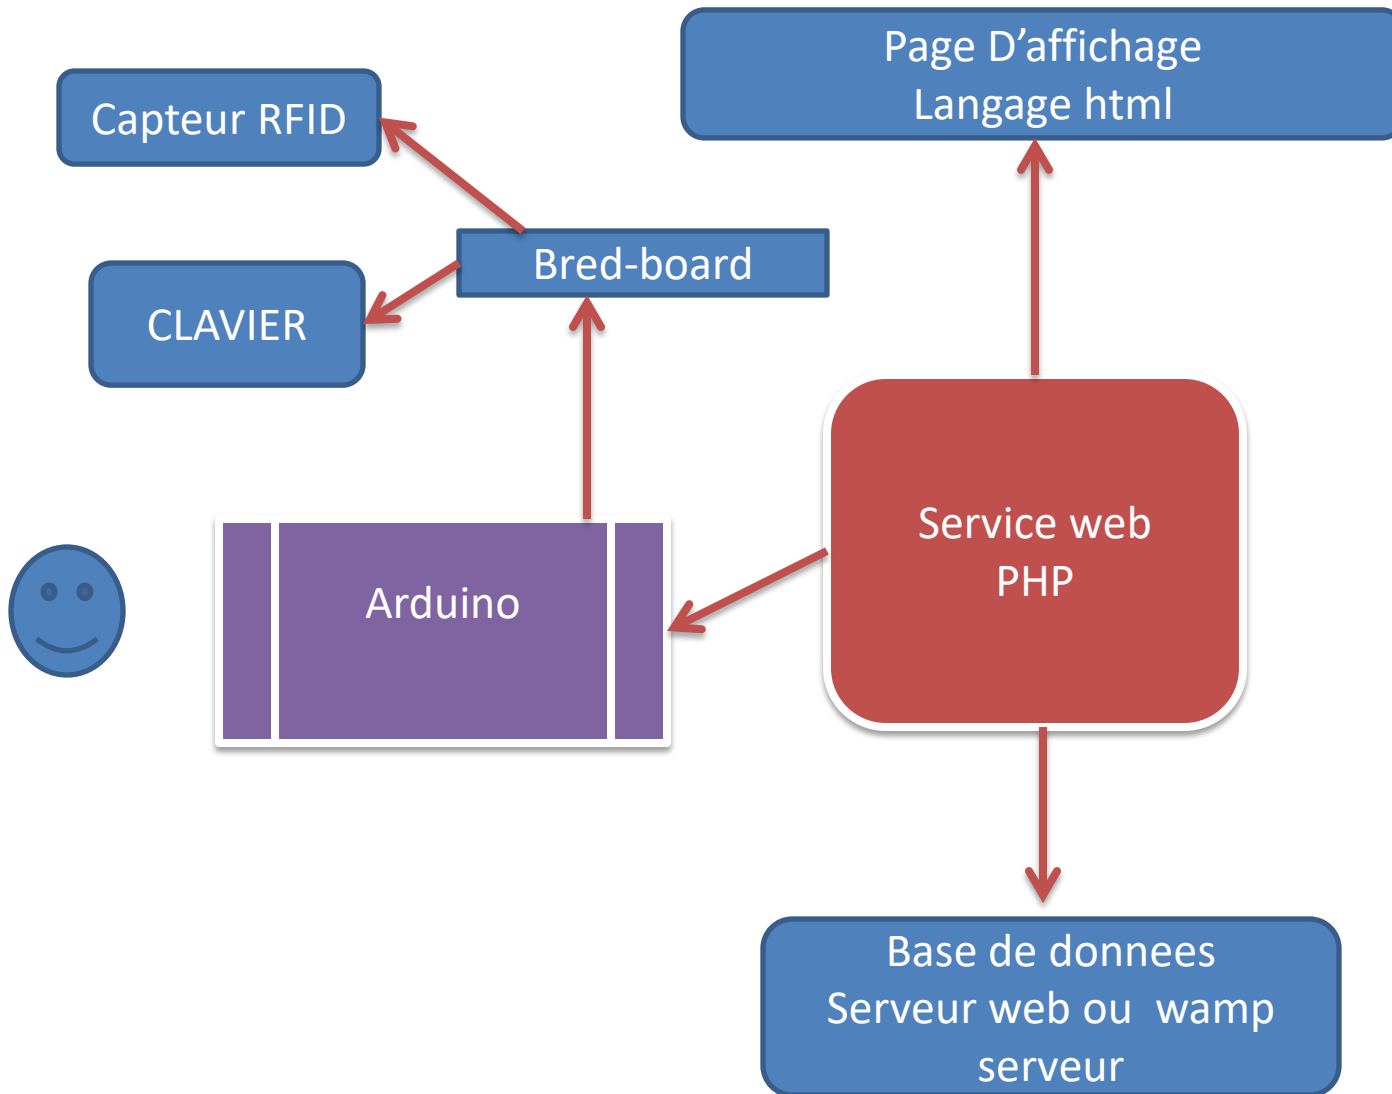 Page D’affichage
Langage html
Capteur RFID
Bred-board
CLAVIER
Service web
PHP
Arduino
Base de donnees
Serveur web ou  wamp
serveur